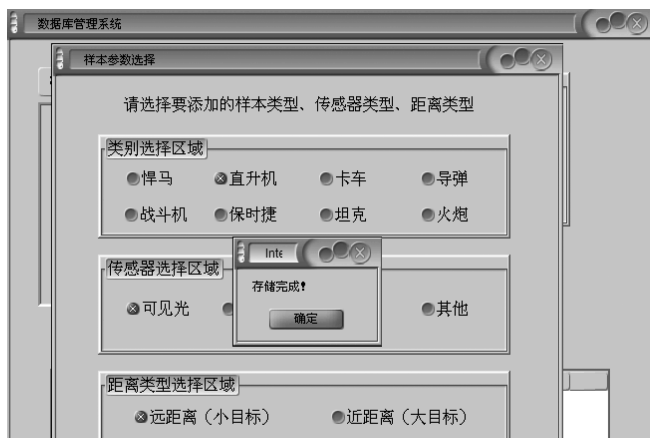 数据库管理系统
样本参数选择
请选择要添加的样本类型、传感器类型、距离类型
类别选择区域
悍马 直升机 卡车 导弹
战斗机 保时捷 坦克 火炮
Inte
传感器选择区域
存储完成!
可见光 其他
确定
距离类型选择区域
远距离（小目标） 近距离（大目标）